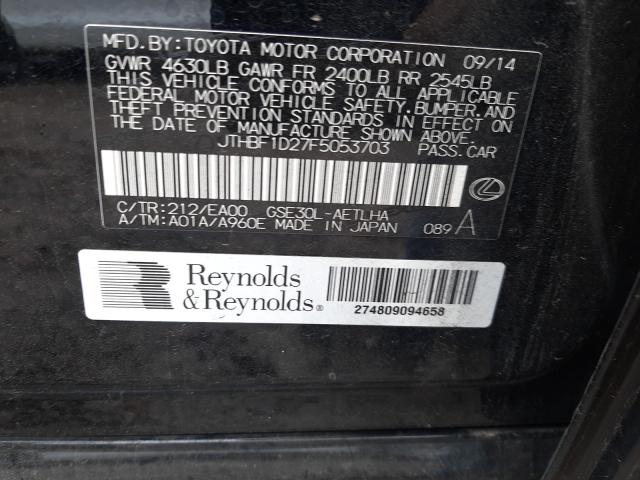 MFD. BY: TOYOTA MOTOR CORPORATION 09/14
GVWR 4630LB GAWR FR 2400LB RR 2545LB
THIS VEHICLE CONFORMS TO ALL APPLICABLE
FEDERAL MOTOR VEHICLE SAFETY, BUMPER, AND
THEFT PREVENTION STANDARDS IN EFFECT ON
THE DATE OF MANUFACTURE SHOWN ABOVE.
JTHBF1D27F5053703 PASS. CAR
C/TR: 212/EA00 GSE30L-AETLHA
A/TM: A01A/A960E MADE IN JAPAN 089 A
Reynolds
& Reynolds®
274809094658